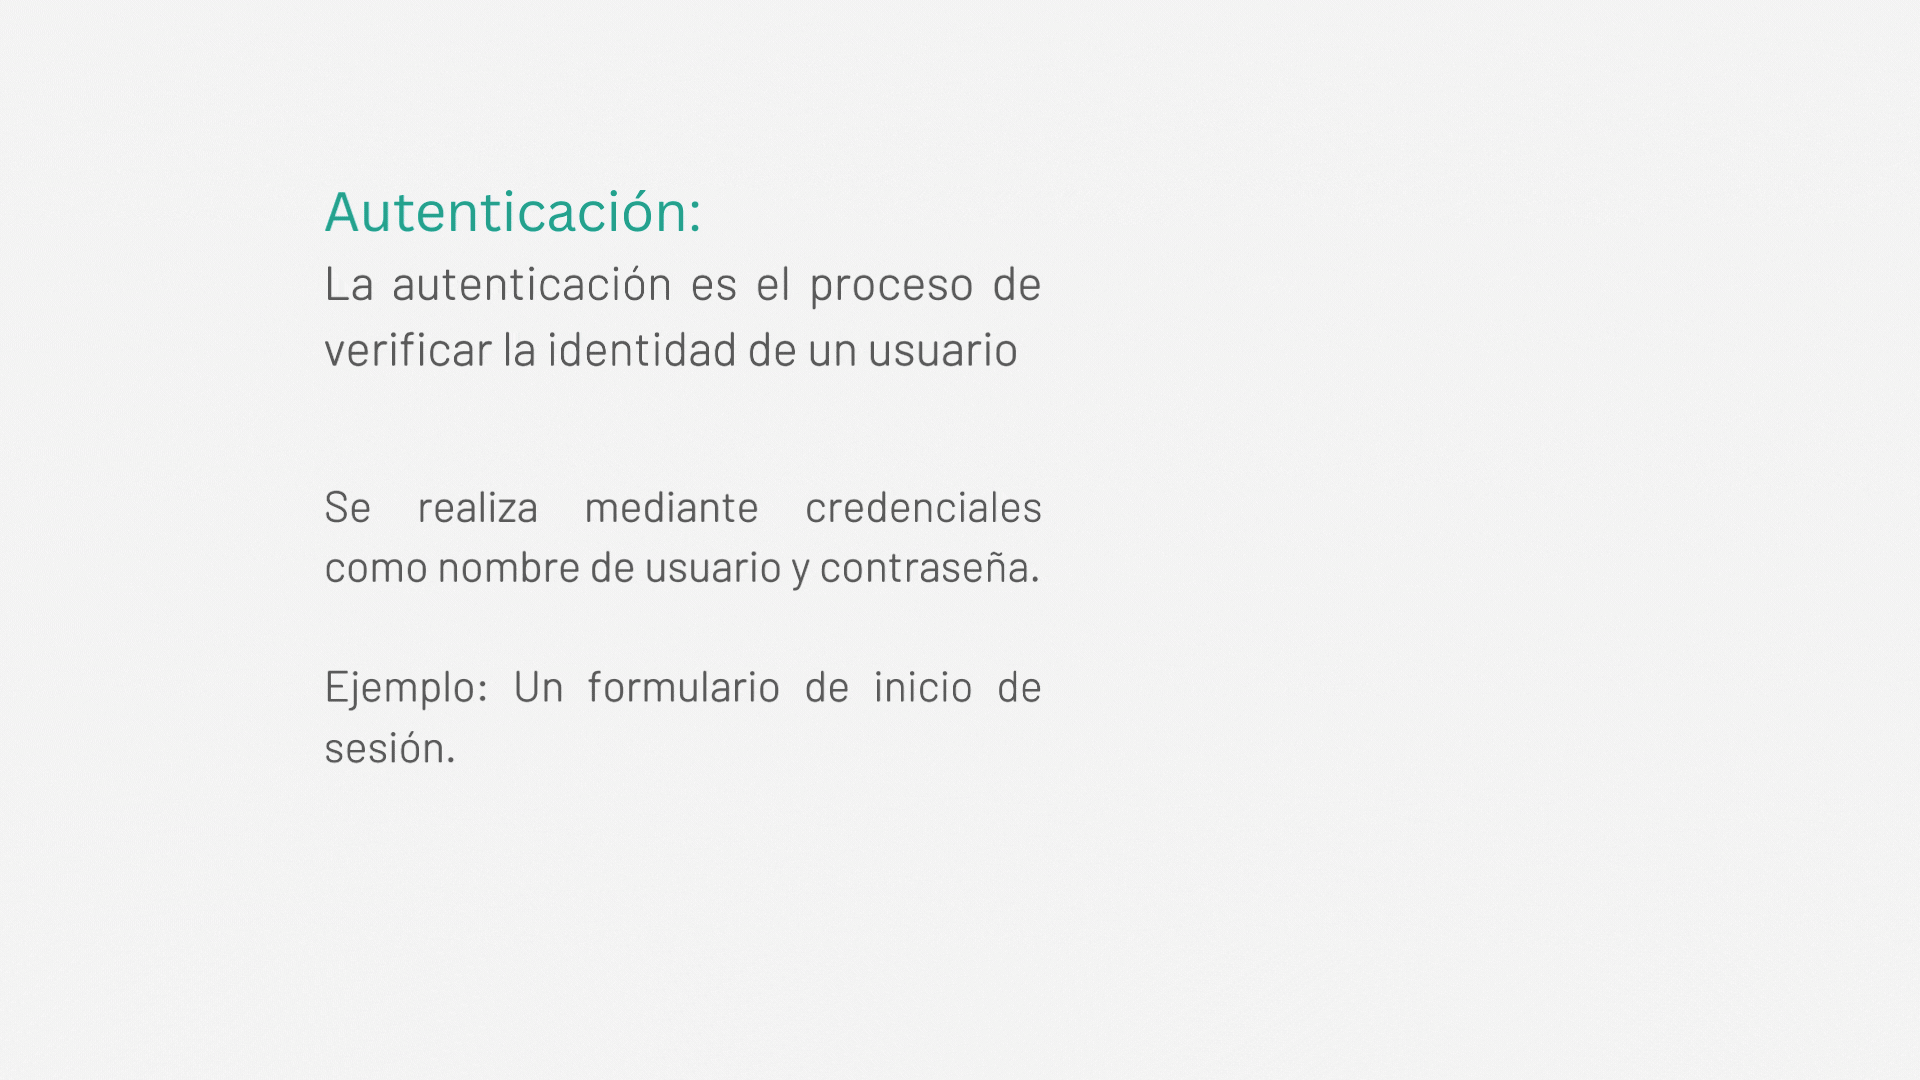 Autenticación:
La autenticación es el proceso de
verificar la identidad de un usuario
Se realiza mediante credenciales
como nombre de usuario y contraseña.
Ejemplo: Un formulario de inicio de
sesión.